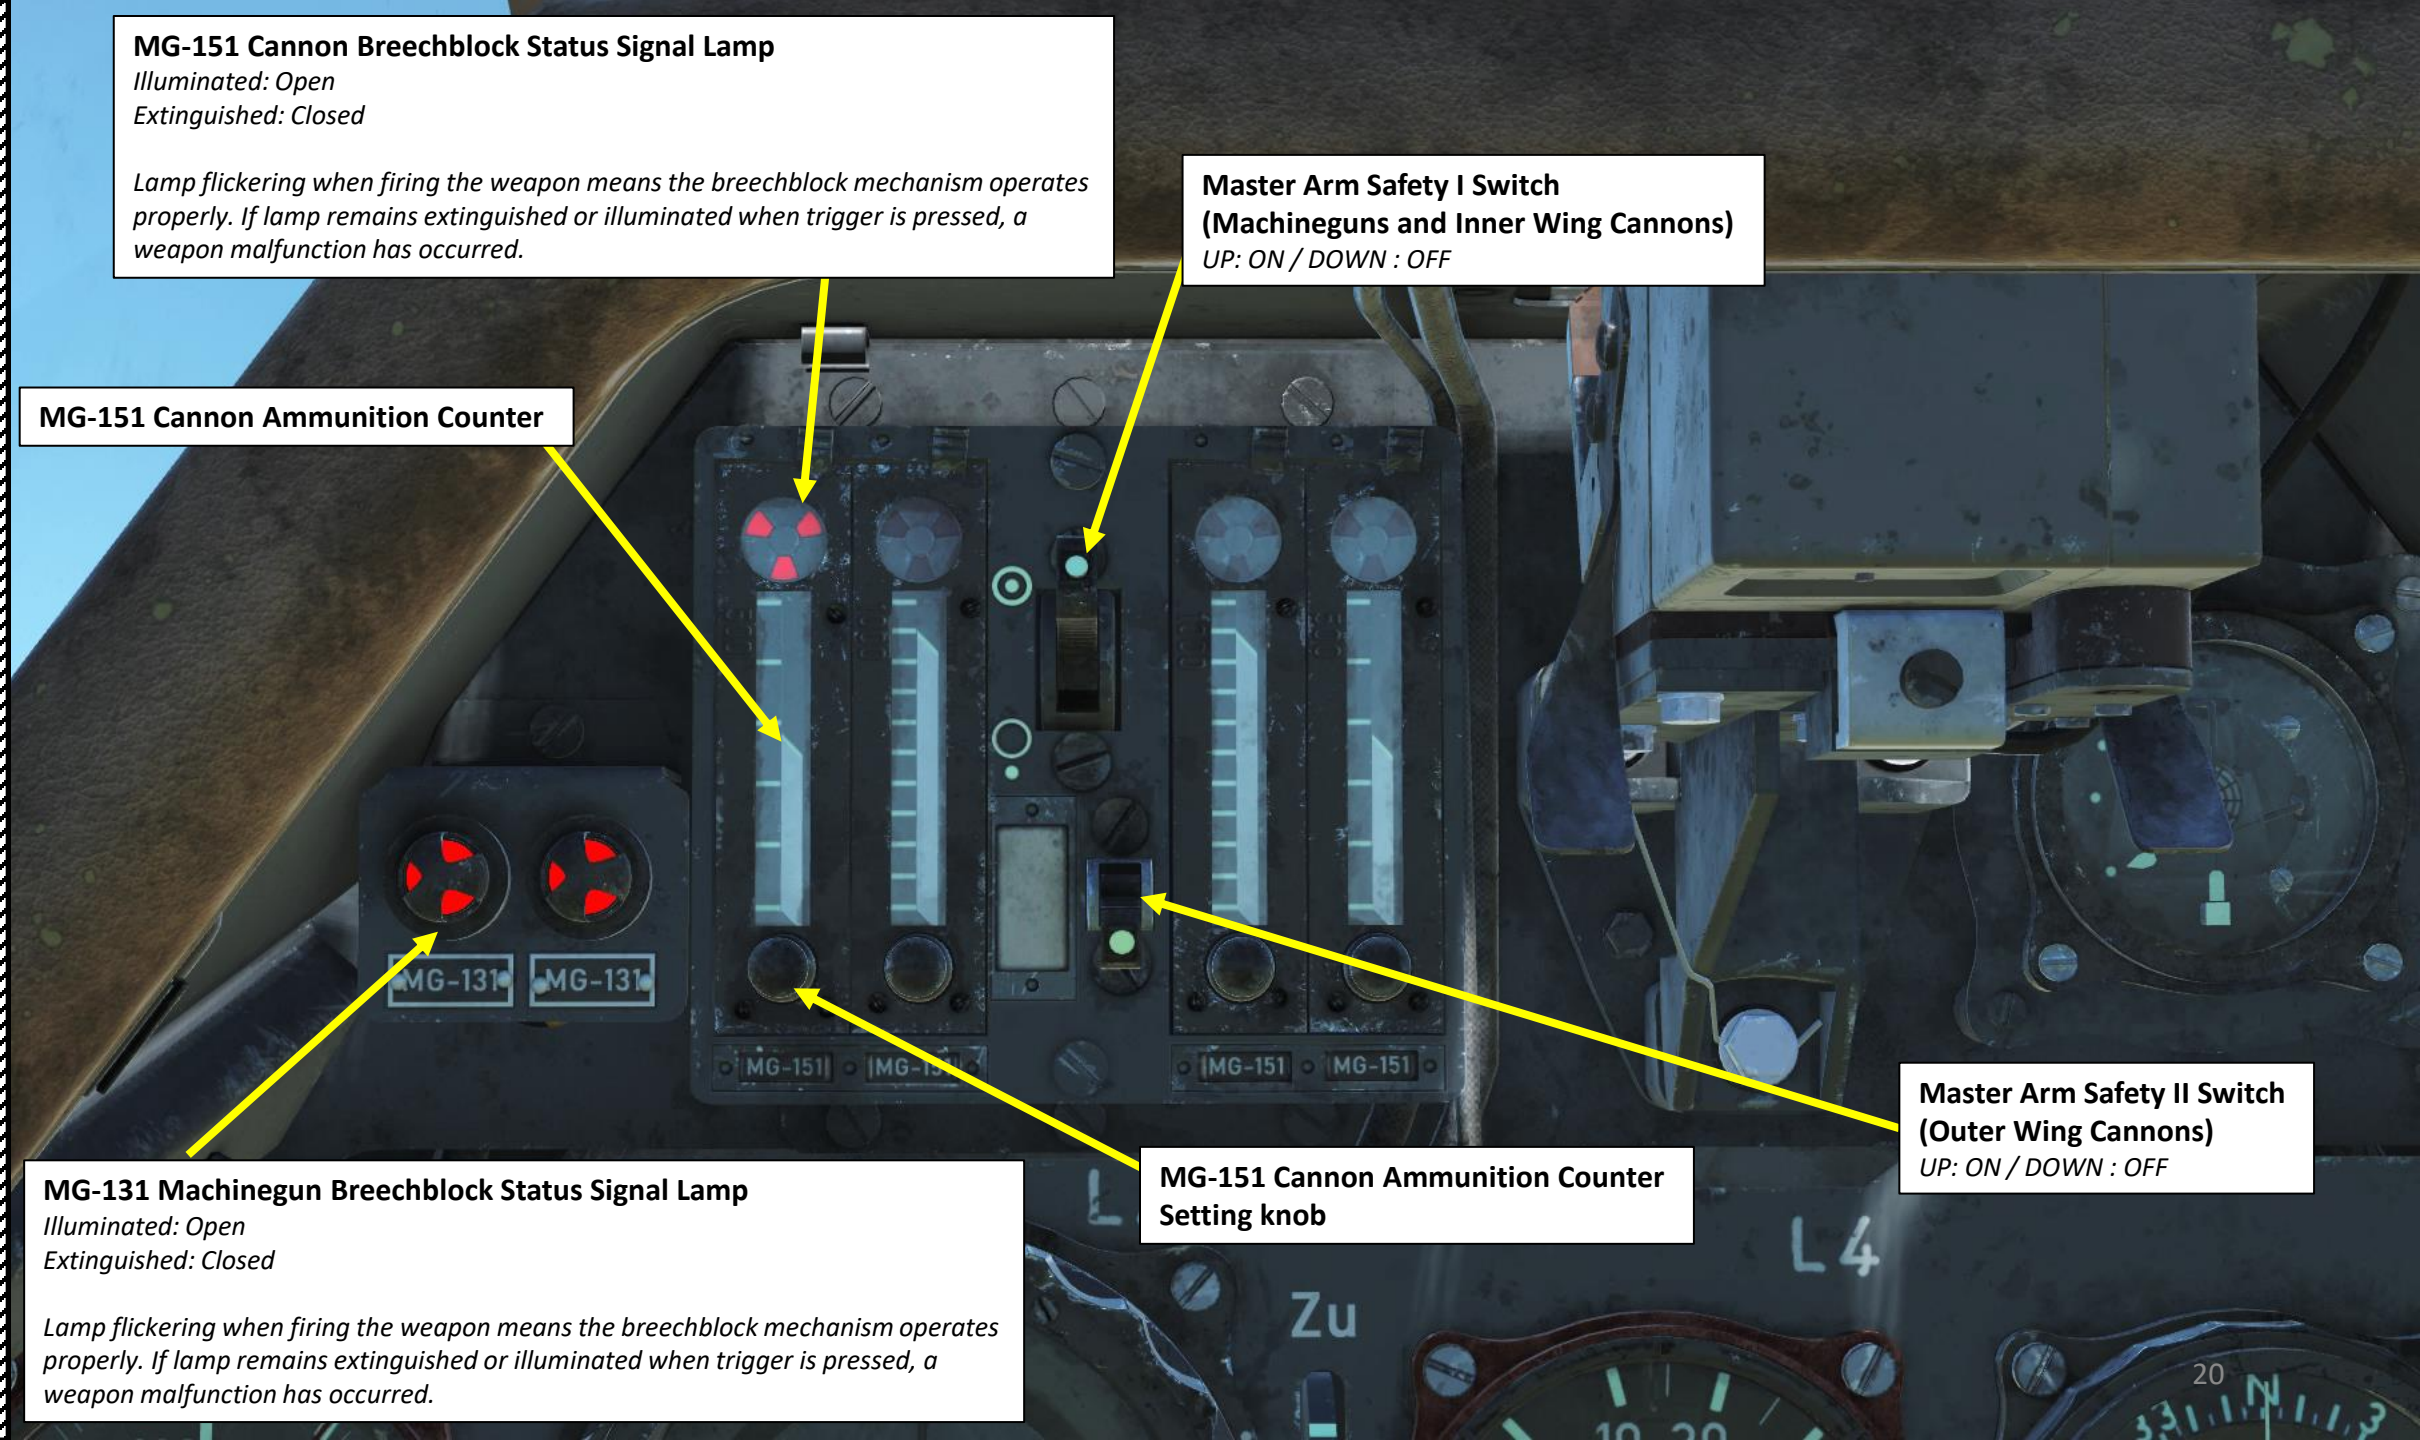 MG-151 Cannon Breechblock Status Signal Lamp
Illuminated: Open
Extinguished: Closed
Lamp flickering when firing the weapon means the breechblock mechanism operates
properly. If lamp remains extinguished or illuminated when trigger is pressed, a
weapon malfunction has occurred.
Master Arm Safety I Switch
(Machineguns and Inner Wing Cannons)
UP: ON / DOWN : OFF
MG-151 Cannon Ammunition Counter
MG-131
MG-131
MG-151
MG-151
MG-151
MG-151
Master Arm Safety II Switch
(Outer Wing Cannons)
UP: ON / DOWN : OFF
MG-151 Cannon Ammunition Counter
Setting knob
MG-131 Machinegun Breechblock Status Signal Lamp
Illuminated: Open
Extinguished: Closed
Lamp flickering when firing the weapon means the breechblock mechanism operates
properly. If lamp remains extinguished or illuminated when trigger is pressed, a
weapon malfunction has occurred.
L4
Zu
20
33 N 3